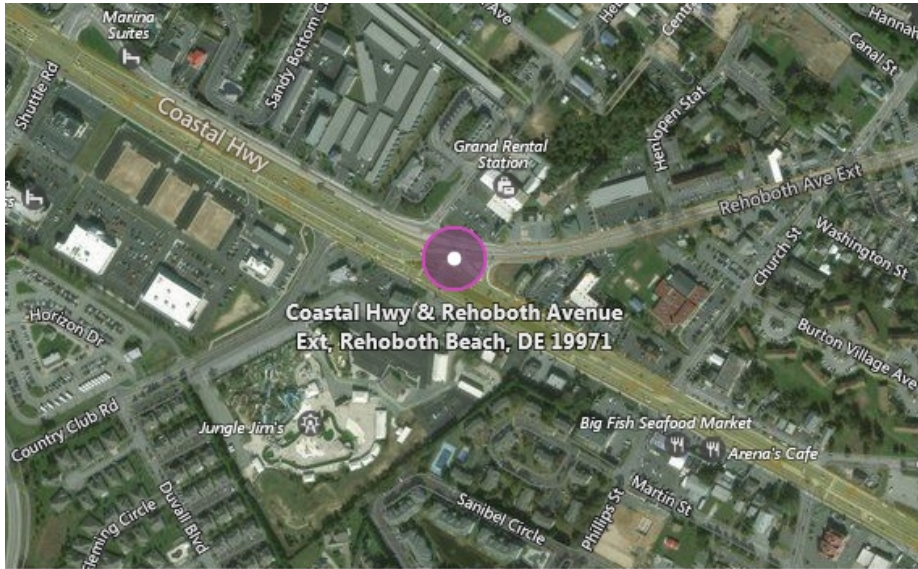 Marina
Suites
Shuttle Rd
Sandy Bottom C
Ave
Cent
Hannah
Canal St
Coastal Hwy
Grand Rental
Station
Henlopen Stat
Rehoboth Ave Ext
Church St
Washington St
Coastal Hwy & Rehoboth Avenue
Ext, Rehoboth Beach, DE 19971
Horizon Dr
Burton Village Ave
Country Club Rd
Jungle Jim's
Big Fish Seafood Market
Arena's Cafe
Fleming Circle
Duvall Blvd
Sanibel Circle
Phillips St
Martin St